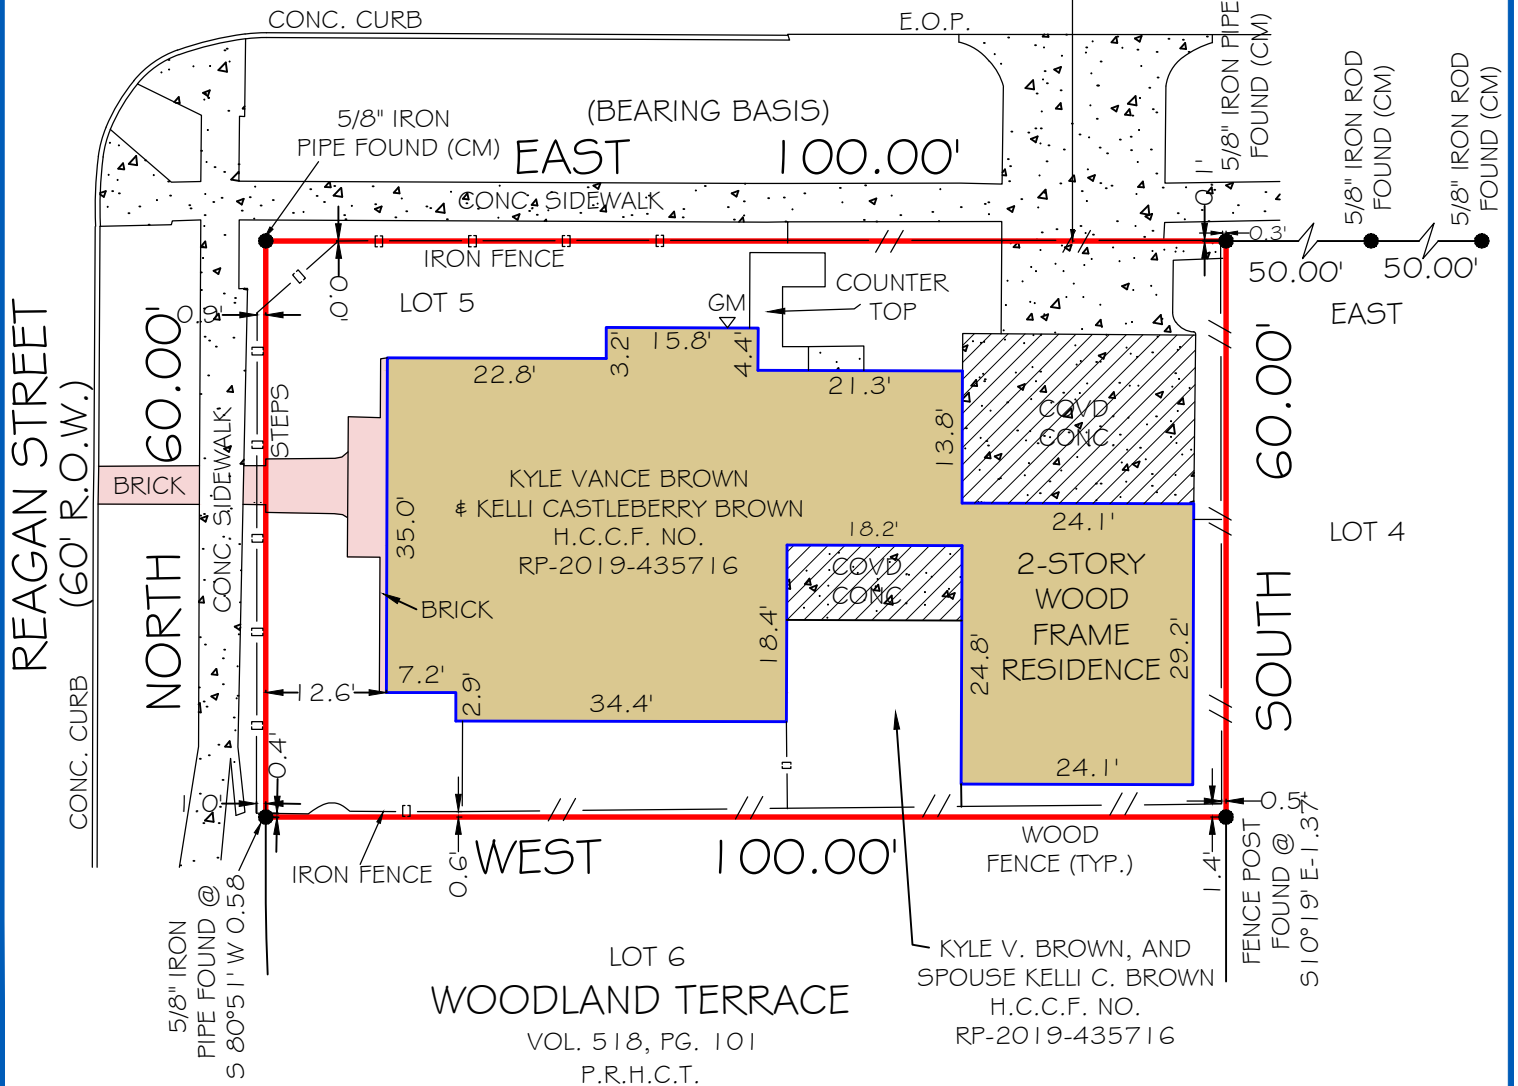 CONC. CURB
E.O.P.
5/8" IRON PIPE
FOUND (CM)
5/8" IRON ROD
FOUND (CM)
5/8" IRON ROD
FOUND (CM)
(BEARING BASIS)
5/8" IRON
PIPE FOUND (CM)
EAST 100.00'
CONC. SIDEWALK
0.1'
0.3'
50.00'
50.00'
EAST
IRON FENCE
0.0'
LOT 5
0.9'
COUNTER
TOP
GM
REAGAN STREET
(60' R.O.W.)
NORTH 60.00'
CONC. SIDEWALK
STEPS
22.8'
3.2'
15.8'
4.4'
21.3'
13.8'
COVD
CONC.
SOUTH 60.00'
BRICK
KYLE VANCE BROWN
& KELLI CASTLEBERRY BROWN
H.C.C.F. NO.
RP-2019-435716
35.0'
18.2'
24.1'
LOT 4
COVD
CONC.
2-STORY
WOOD
FRAME
RESIDENCE
BRICK
18.4'
24.8'
29.2'
7.2'
2.9'
12.6'
34.4'
24.1'
CONC. CURB
0.4'
1.0'
0.5'
IRON FENCE
0.6'
WEST 100.00'
WOOD
FENCE (TYP.)
1.4'
FENCE POST
FOUND @
S10°19' E-1.37'
5/8" IRON
PIPE FOUND @
S 80°51' W 0.58
LOT 6
WOODLAND TERRACE
VOL. 518, PG. 101
P.R.H.C.T.
KYLE V. BROWN, AND
SPOUSE KELLI C. BROWN
H.C.C.F. NO.
RP-2019-435716